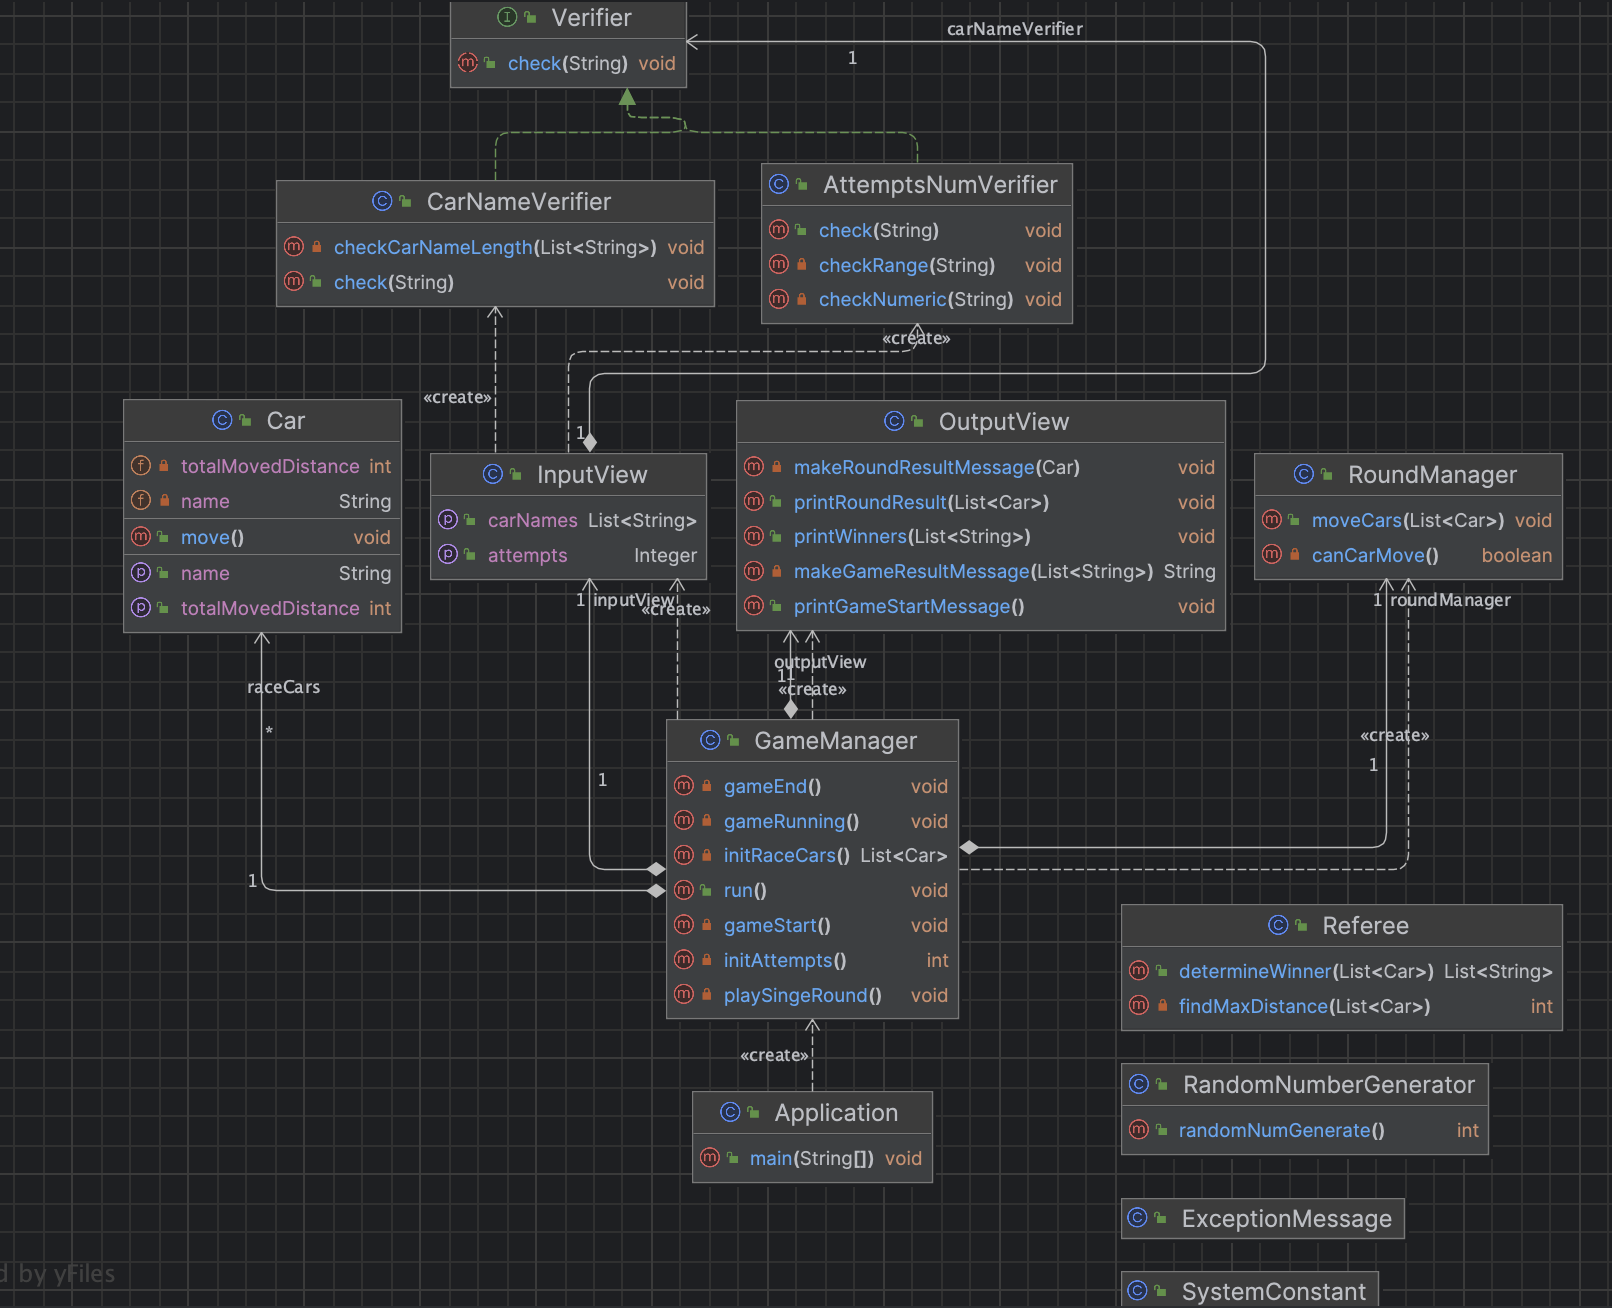 Verifier
check(String) void
carNameVerifier
1
CarNameVerifier
checkCarNameLength(List<String>) void
check(String) void
AttemptsNumVerifier
check(String) void
checkRange(String) void
checkNumeric(String) void
«create»
«create»
1
Car
totalMovedDistance int
name String
move() void
name String
totalMovedDistance int
InputView
carNames List<String>
attempts Integer
OutputView
makeRoundResultMessage(Car) void
printRoundResult(List<Car>) void
printWinners(List<String>) void
makeGameResultMessage(List<String>) String
printGameStartMessage() void
RoundManager
moveCars(List<Car>) void
canCarMove() boolean
1 inputView
«create»
1 roundManager
outputView
1
1
«create»
raceCars
*
1
1
«create»
1
GameManager
gameEnd() void
gameRunning() void
initRaceCars() List<Car>
run() void
gameStart() void
initAttempts() int
playSingeRound() void
«create»
Application
main(String[]) void
Referee
determineWinner(List<Car>) List<String>
findMaxDistance(List<Car>) int
RandomNumberGenerator
randomNumGenerate() int
ExceptionMessage
SystemConstant
d by yFiles